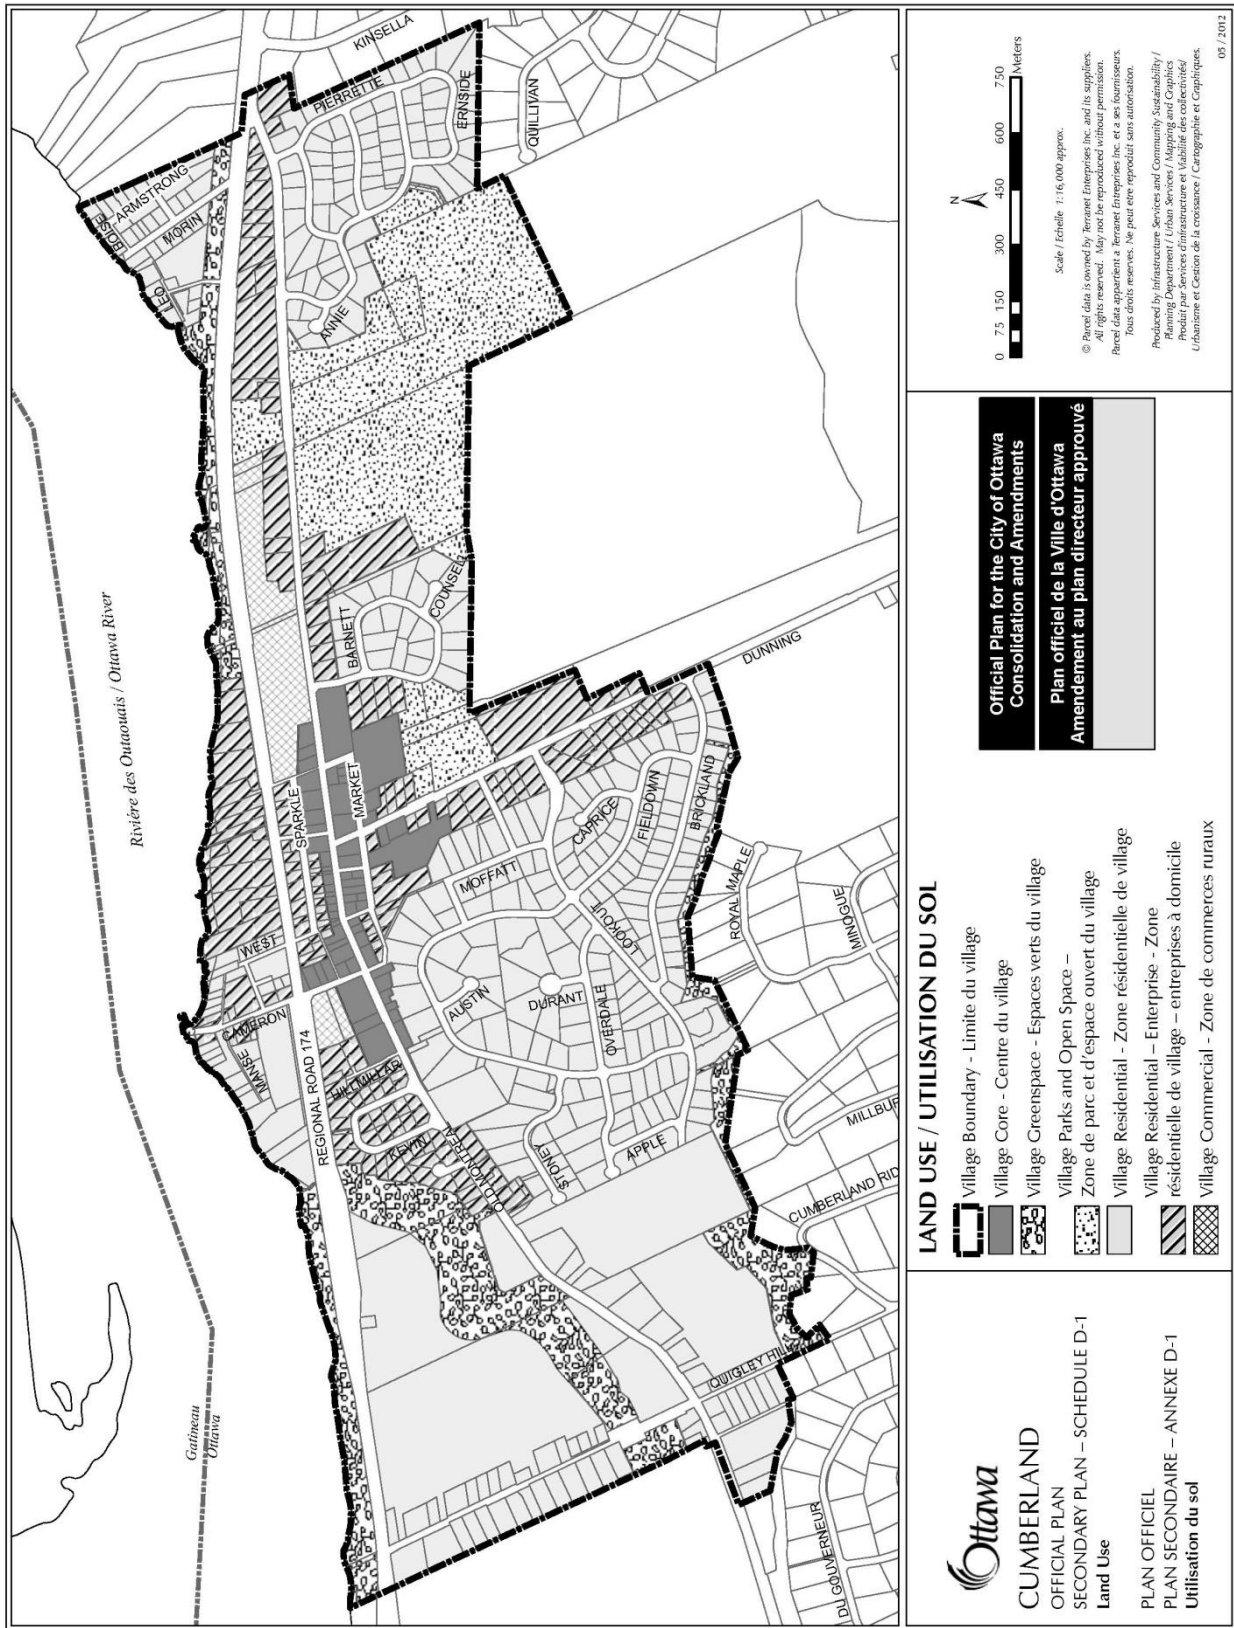 Gatineau
Ottawa
Riviére des Outaouais / Ottawa River
KINSELLA
PIERRETTE
ERNSIDE
QUILLIVAN
ARMSTRONG
BOISE
MORIN
LEO
ANNIE
BARNETT
COUNSEL
DUNNING
SPARKLE
MARKET
WEST
CAMERON
MANSE
REGIONAL ROAD 174
HILLMILLAR
KEVIN
OLD MONTREAL
MOFFATT
CAPRICE
FIELDOWN
BRICKLAND
LOOKOUT
AUSTIN
DURANT
OVERDALE
STONEY
APPLE
ROYAL MAPLE
MINOGUE
MILLBU
CUMBERLAND RID
QUIGLEY HILL
DU GOUVERNEUR
Ottawa
CUMBERLAND
OFFICIAL PLAN
SECONDARY PLAN – SCHEDULE D-1
Land Use
PLAN OFFICIEL
PLAN SECONDAIRE – ANNEXE D-1
Utilisation du sol
LAND USE / UTILISATION DU SOL
Village Boundary - Limite du village
Village Core - Centre du village
Village Greenspace - Espaces verts du village
Village Parks and Open Space –
Zone de parc et d'espace ouvert du village
Village Residential - Zone résidentielle de village
Village Residential – Enterprise - Zone
résidentielle de village – entreprises à domicile
Village Commercial - Zone de commerces ruraux
Official Plan for the City of Ottawa
Consolidation and Amendments
Plan officiel de la Ville d'Ottawa
Amendement au plan directeur approuvé
N
0 75 150 300 450 600 750
Meters
Scale / Echelle 1:16,000 approx.
© Parcel data is owned by Terranet Enterprises Inc. and its suppliers.
All rights reserved. May not be reproduced without permission.
Parcel data appartient a Terranet Entreprises Inc. et a ses fournisseurs.
Tous droits reserves. Ne peut etre reproduit sans autorisation.
Produced by Infrastructure Services and Community Sustainability /
Planning Department / Urban Services / Mapping and Graphics
Produit par Services d'infrastructure et Viabilité des collectivités/
Urbanisme et Gestion de la croissance / Cartographie et Graphiques.
05 / 2012